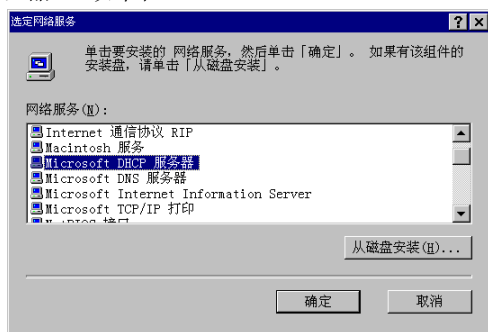 选定网络服务
单击要安装的 网络服务，然后单击「确定」。 如果有该组件的
安装盘，请单击「从磁盘安装」。
网络服务(N)：
Internet 通信协议 RIP
Macintosh 服务
Microsoft DHCP 服务器
Microsoft DNS 服务器
Microsoft Internet Information Server
Microsoft TCP/IP 打印
从磁盘安装(H)...
确定
取消